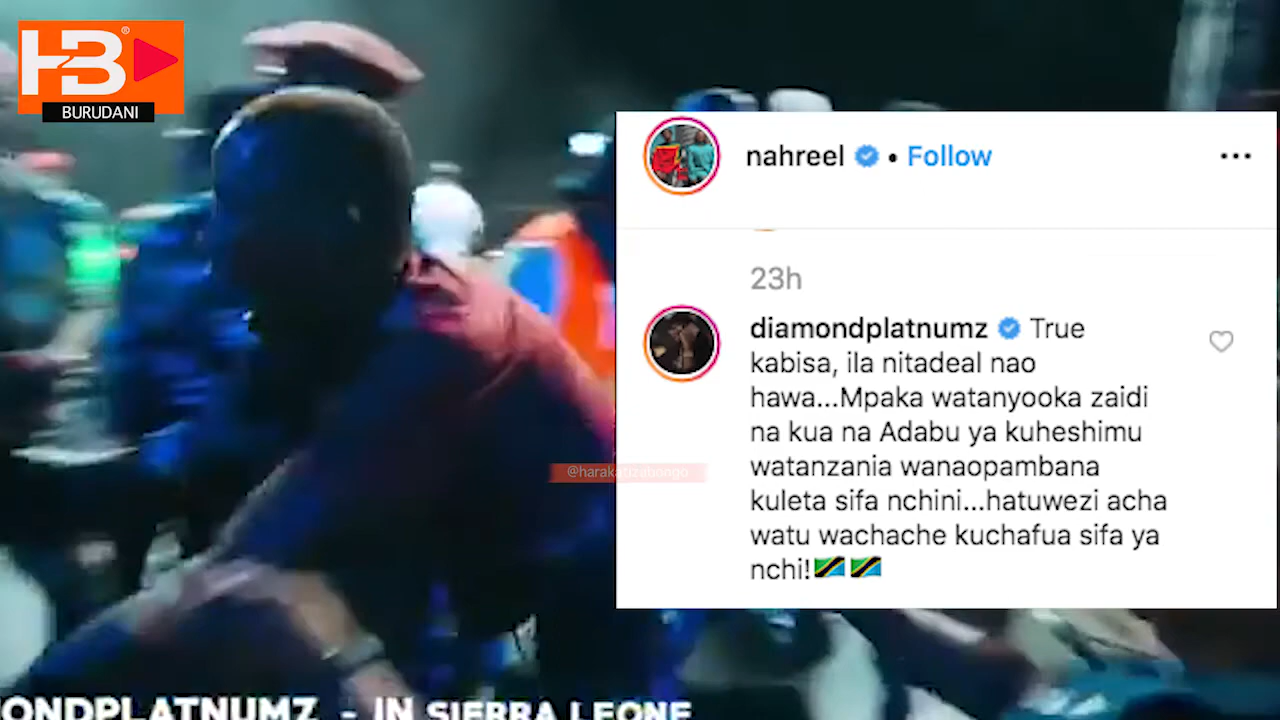 HB®
BURUDANI
nahreel • Follow
23h
diamondplatnumz True
kabisa, ila nitadeal nao
hawa...Mpaka watanyooka zaidi
na kua na Adabu ya kuheshimu
watanzania wanaopambana
kuleta sifa nchini...hatuwezi acha
watu wachache kuchafua sifa ya
nchi!🇹🇿🇹🇿
@harakatizabongo
ONDPLATNUMZ - IN SIERRA LEONE